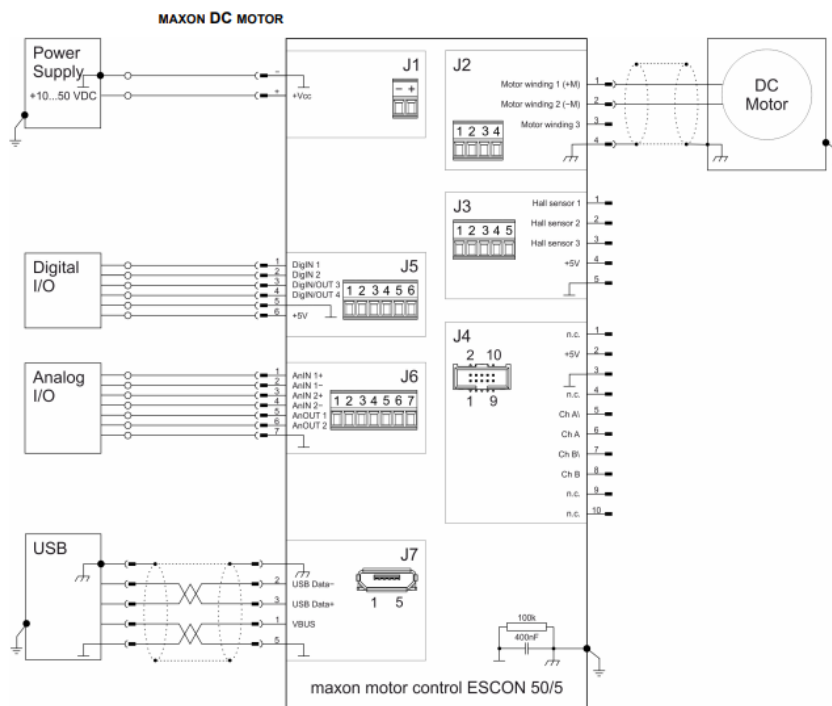 MAXON DC MOTOR
Power
Supply
+10...50 VDC
−
+
+Vcc
J1
− +
J2
Motor winding 1 (+M)
Motor winding 2 (−M)
Motor winding 3
1
2
3
4
1 2 3 4
DC
Motor
J3
1 2 3 4 5
Hall sensor 1
Hall sensor 2
Hall sensor 3
+5V
1
2
3
4
5
Digital
I/O
1
2
3
4
5
6
DigIN 1
DigIN 2
DigIN/OUT 3
DigIN/OUT 4
+5V
J5
1 2 3 4 5 6
J4
2 10
1 9
n.c.
+5V
n.c.
Ch A\
Ch A
Ch B\
Ch B
n.c.
n.c.
1
2
3
4
5
6
7
8
9
10
Analog
I/O
1
2
3
4
5
6
7
AnIN 1+
AnIN 1−
AnIN 2+
AnIN 2−
AnOUT 1
AnOUT 2
J6
1 2 3 4 5 6 7
USB
2
3
1
5
USB Data−
USB Data+
VBUS
J7
1 5
100k
400nF
maxon motor control ESCON 50/5